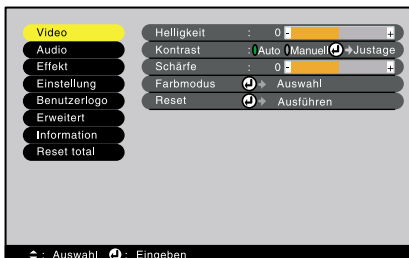 Video
Audio
Effekt
Einstellung
Benutzerlogo
Erweitert
Information
Reset total
Helligkeit : 0 - +
Kontrast : Auto Manuell Justage
Schärfe : 0 - +
Farbmodus Auswahl
Reset Ausführen
: Auswahl : Eingeben